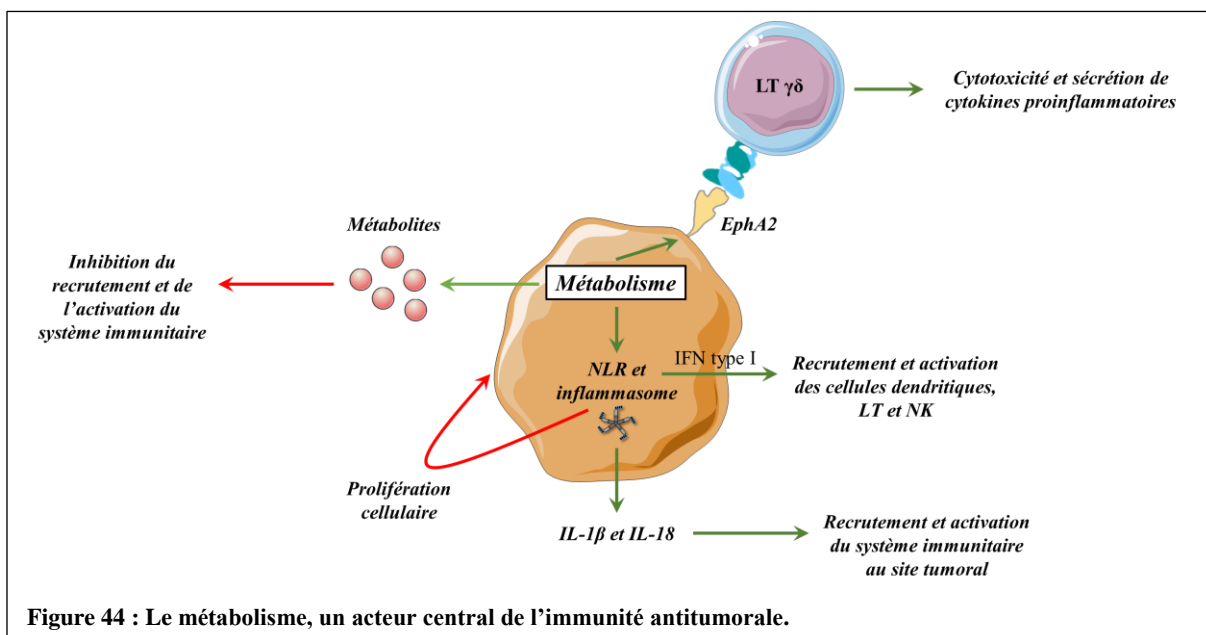 LT γδ
Cytotoxicité et sécrétion de
cytokines proinflammatoires
EphA2
Métabolites
Inhibition du
recrutement et de
l'activation du
système immunitaire
Métabolisme
NLR et
inflammasome
IFN type I
Recrutement et activation
des cellules dendritiques,
LT et NK
Prolifération
cellulaire
IL-1β et IL-18
Recrutement et activation
du système immunitaire
au site tumoral
Figure 44 : Le métabolisme, un acteur central de l'immunité antitumorale.